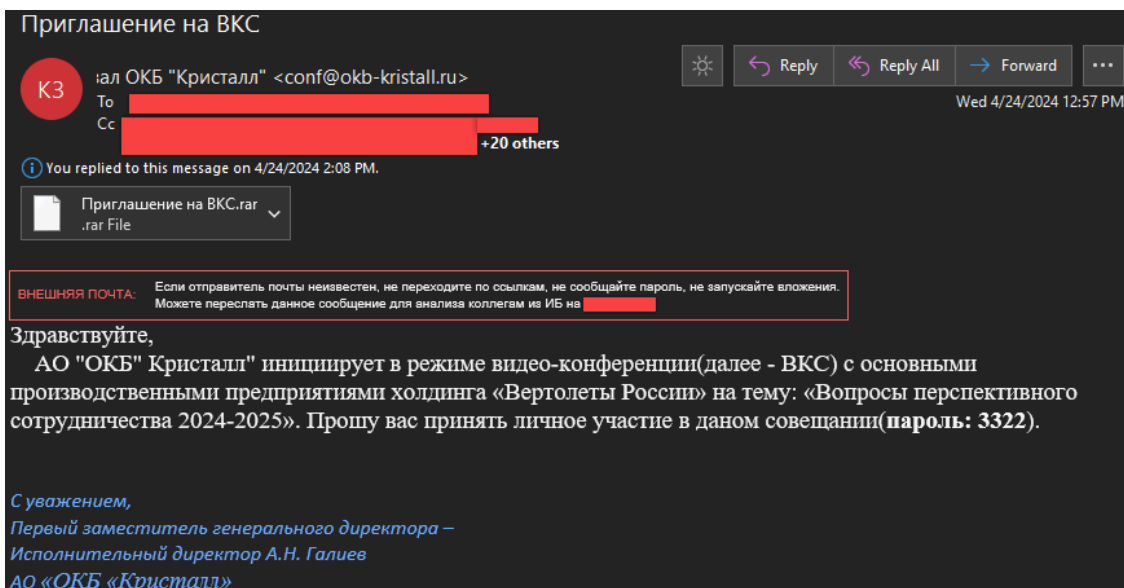 Приглашение на ВКС
КЗ
зал ОКБ "Кристалл" <conf@okb-kristall.ru>
Reply
Reply All
Forward
To
Wed 4/24/2024 12:57 PM
Cc
+20 others
You replied to this message on 4/24/2024 2:08 PM.
Приглашение на ВКС.rar
.rar File
ВНЕШНЯЯ ПОЧТА:
Если отправитель почты неизвестен, не переходите по ссылкам, не сообщайте пароль, не запускайте вложения.
Можете переслать данное сообщение для анализа коллегам из ИБ на
Здравствуйте,
АО "ОКБ" Кристалл" инициирует в режиме видео-конференции(далее - ВКС) с основными
производственными предприятиями холдинга «Вертолеты России» на тему: «Вопросы перспективного
сотрудничества 2024-2025». Прошу вас принять личное участие в даном совещании(пароль: 3322).
С уважением,
Первый заместитель генерального директора –
Исполнительный директор А.Н. Галиев
АО «ОКБ «Кристалл»